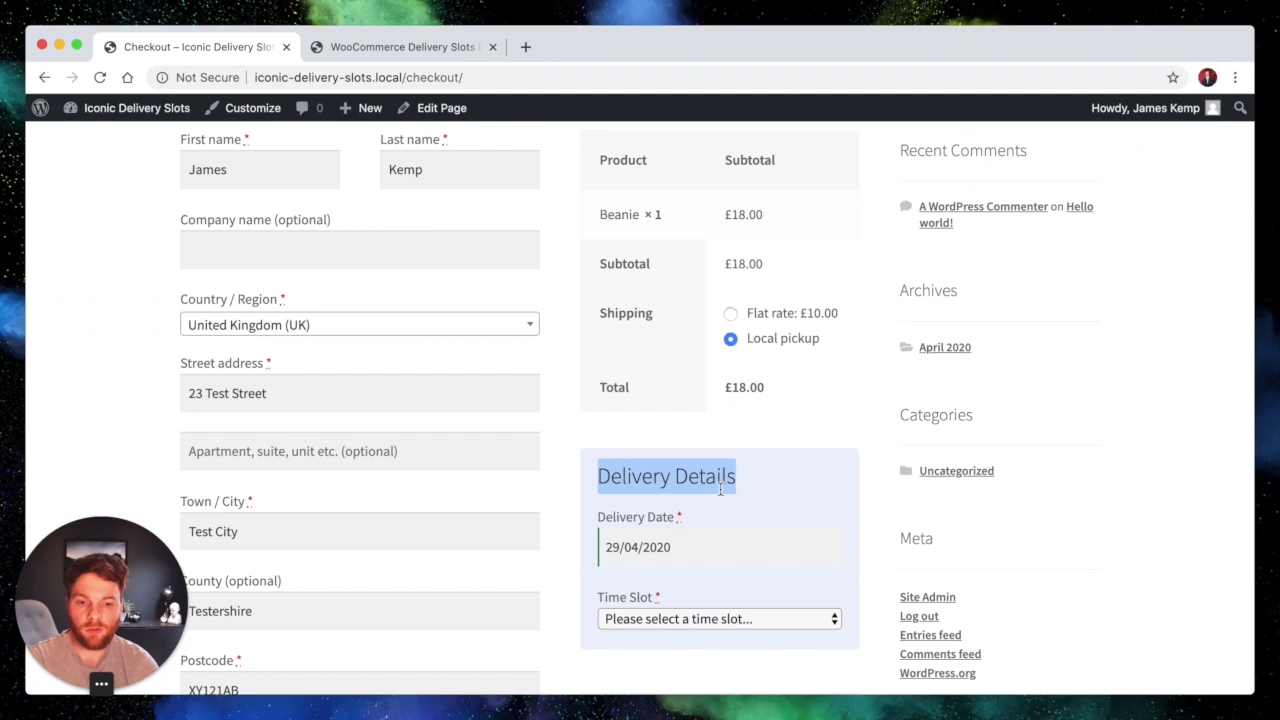 Checkout – Iconic Delivery Slot
WooCommerce Delivery Slots
Not Secure
iconic-delivery-slots.local/checkout/
Iconic Delivery Slots
Customize
0
New
Edit Page
Howdy, James Kemp
First name *
Last name *
James
Kemp
Company name (optional)
Country / Region *
United Kingdom (UK)
Street address *
23 Test Street
Apartment, suite, unit etc. (optional)
Town / City *
Test City
County (optional)
Testershire
Postcode *
XY121AB
Product Subtotal
Beanie × 1 £18.00
Subtotal £18.00
Shipping Flat rate: £10.00
Local pickup
Total £18.00
Delivery Details
Delivery Date *
29/04/2020
Time Slot *
Please select a time slot...
Recent Comments
A WordPress Commenter on Hello
world!
Archives
April 2020
Categories
Uncategorized
Meta
Site Admin
Log out
Entries feed
Comments feed
WordPress.org